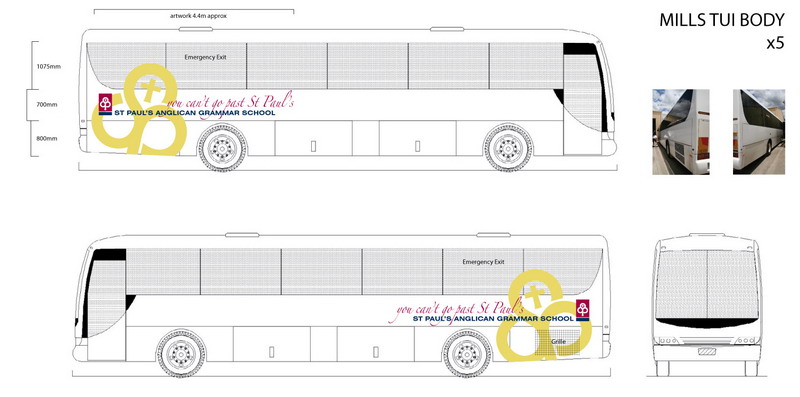 artwork 4.4m approx
MILLS TUI BODY
x5
Emergency Exit
1075mm
700mm
800mm
you can't go past St Paul's
ST PAUL'S ANGLICAN GRAMMAR SCHOOL
Emergency Exit
you can't go past St Paul's
ST PAUL'S ANGLICAN GRAMMAR SCHOOL
Grille